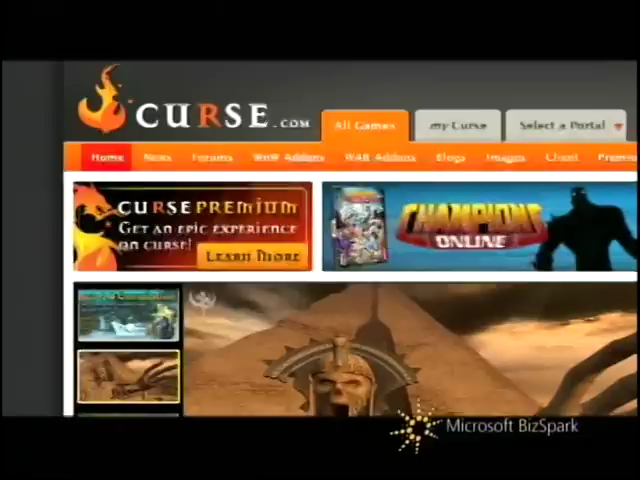 CURSE.COM
All Games
my Curse
Select a Portal
Home News Forums WoW Addons WAR Addons Blogs Images Client
CURSE PREMIUM
GET AN EPIC EXPERIENCE
ON CURSE!
LEARN MORE
CHAMPIONS
ONLINE
Microsoft BizSpark